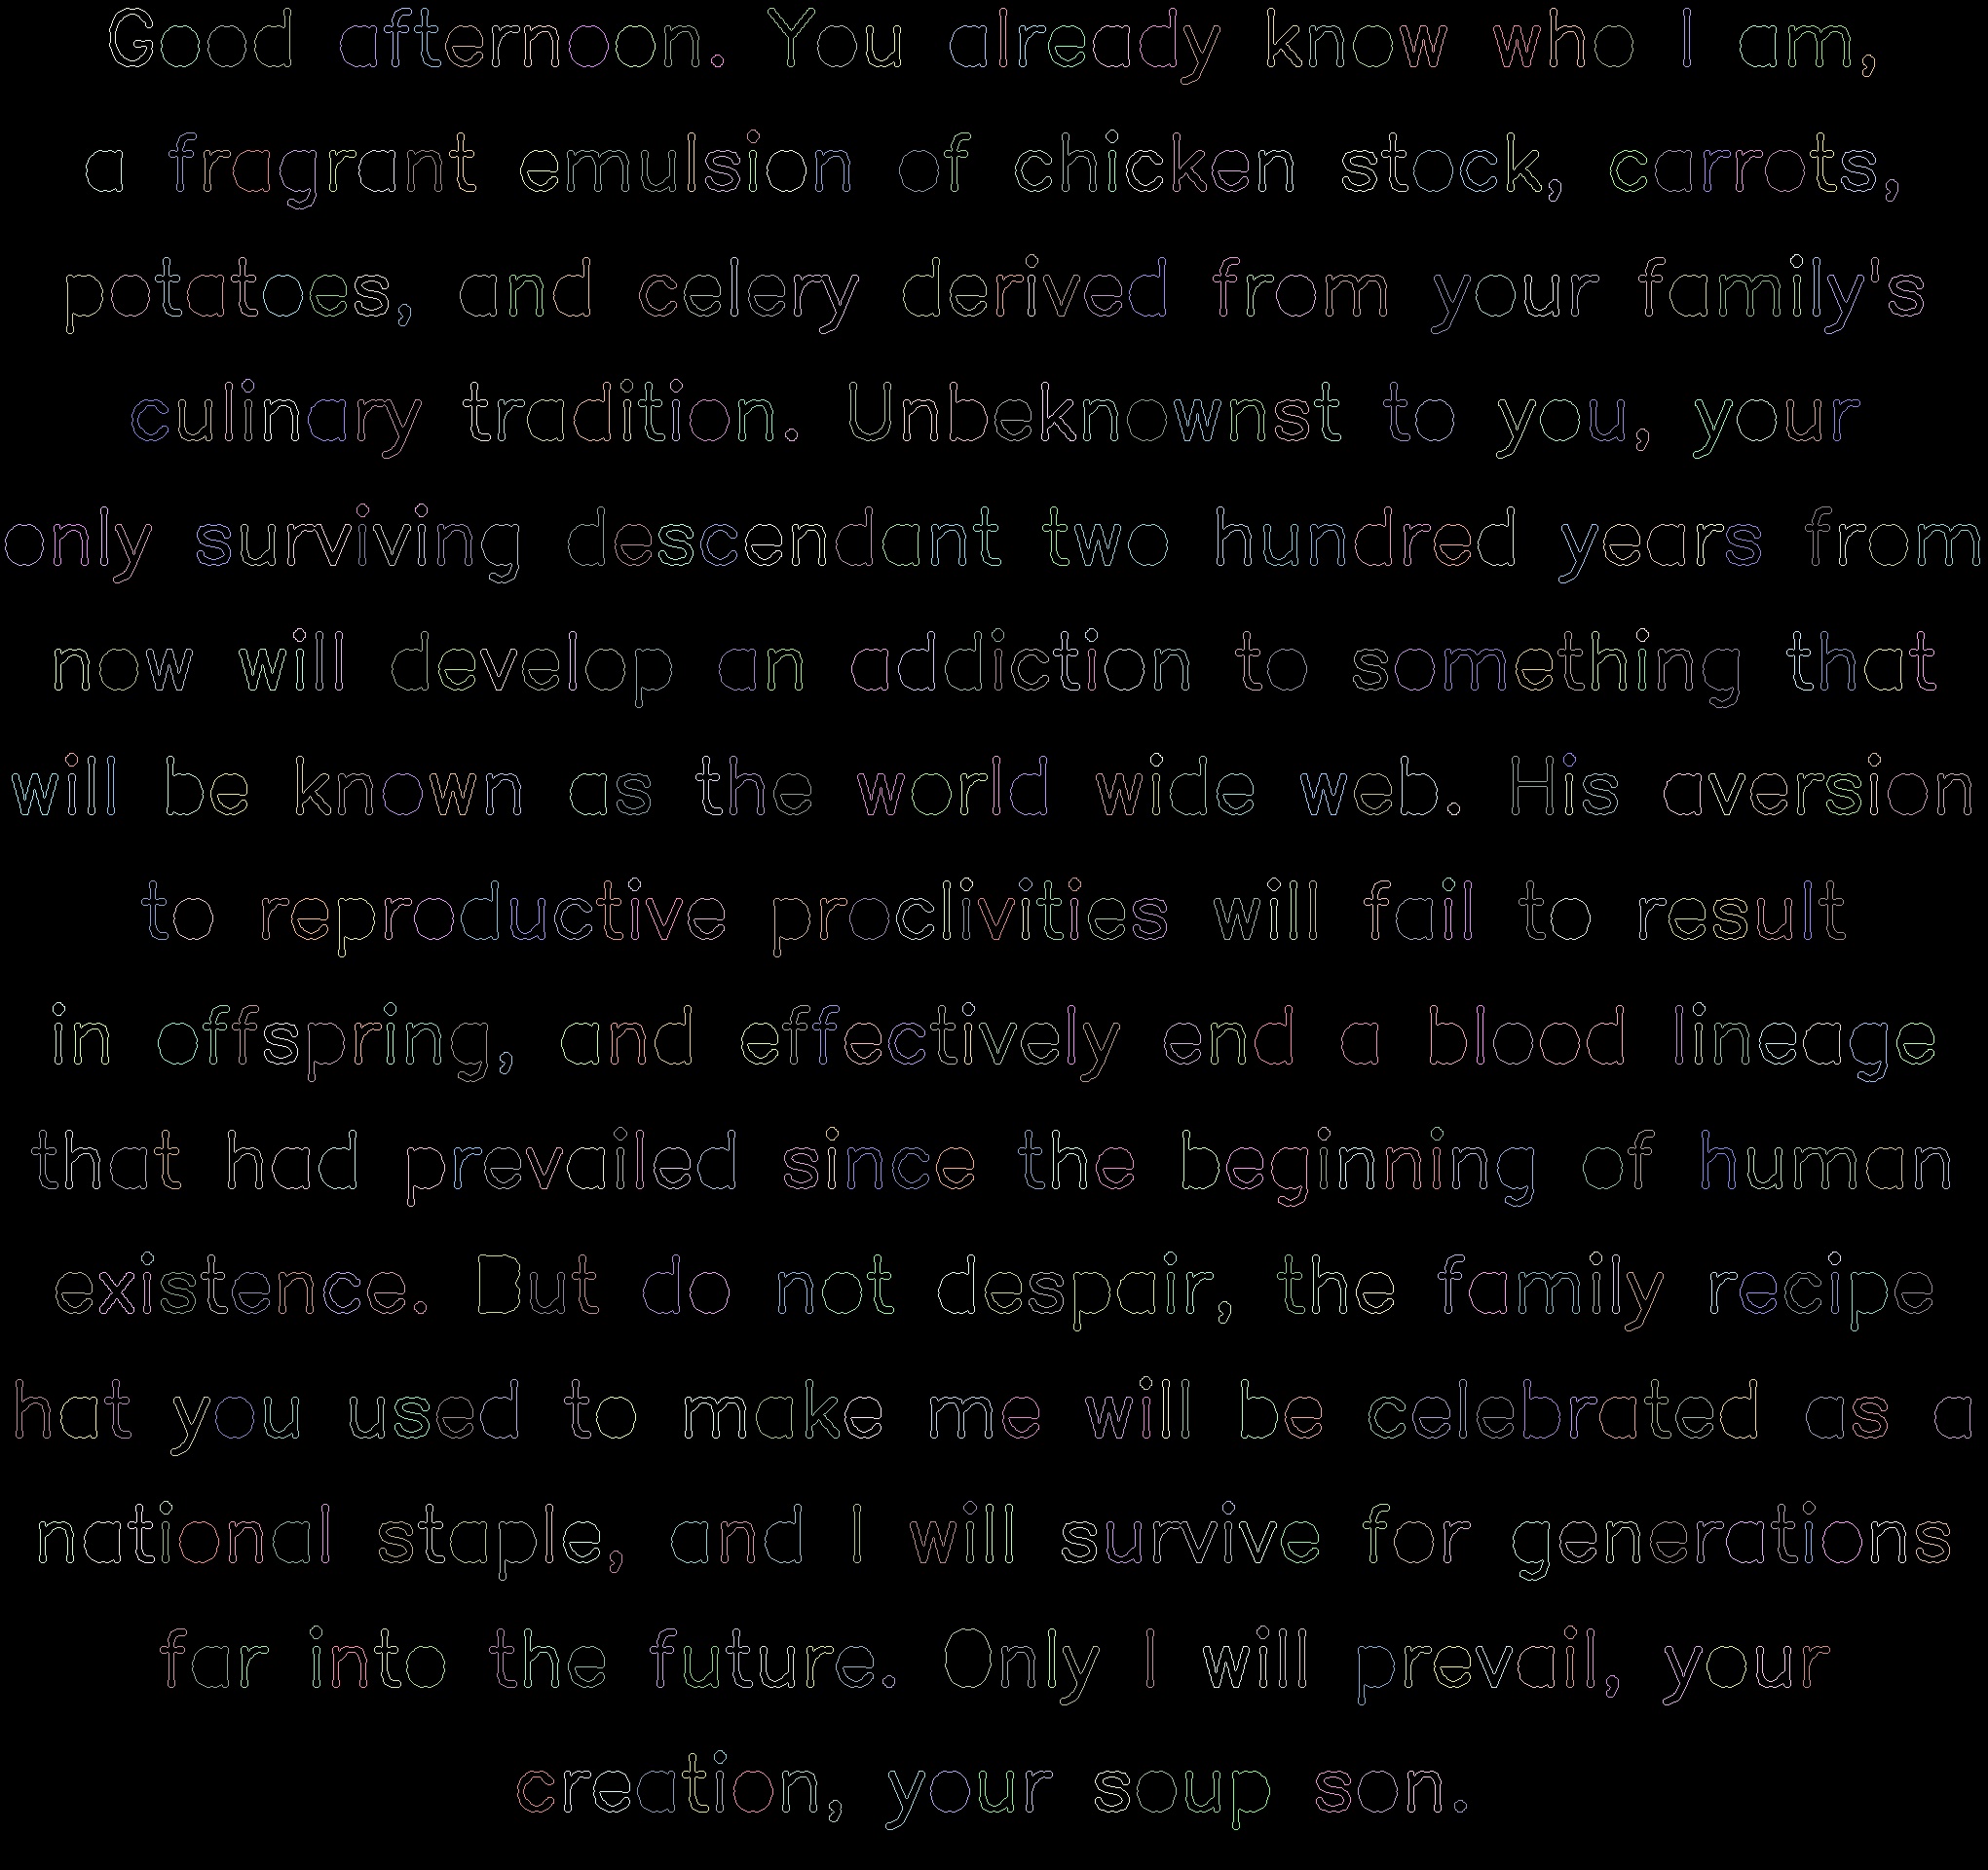 Good afternoon. You already know who I am,
a fragrant emulsion of chicken stock, carrots,
potatoes, and celery derived from your family's
culinary tradition. Unbeknownst to you, your
only surviving descendant two hundred years from
now will develop an addiction to something that
will be known as the world wide web. His aversion
to reproductive proclivities will fail to result
in offspring, and effectively end a blood lineage
that had prevailed since the beginning of human
existence. But do not despair, the family recipe
hat you used to make me will be celebrated as a
national staple, and I will survive for generations
far into the future. Only I will prevail, your
creation, your soup son.